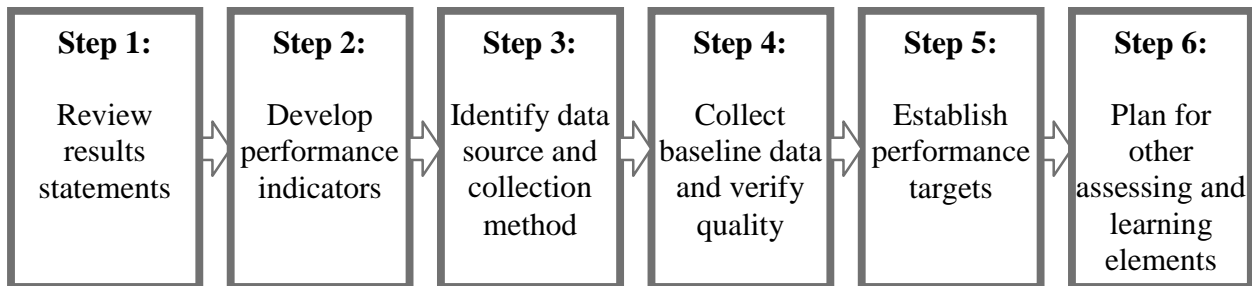 Step 1:
Review
results
statements
Step 2:
Develop
performance
indicators
Step 3:
Identify data
source and
collection
method
Step 4:
Collect
baseline data
and verify
quality
Step 5:
Establish
performance
targets
Step 6:
Plan for
other
assessing and
learning
elements